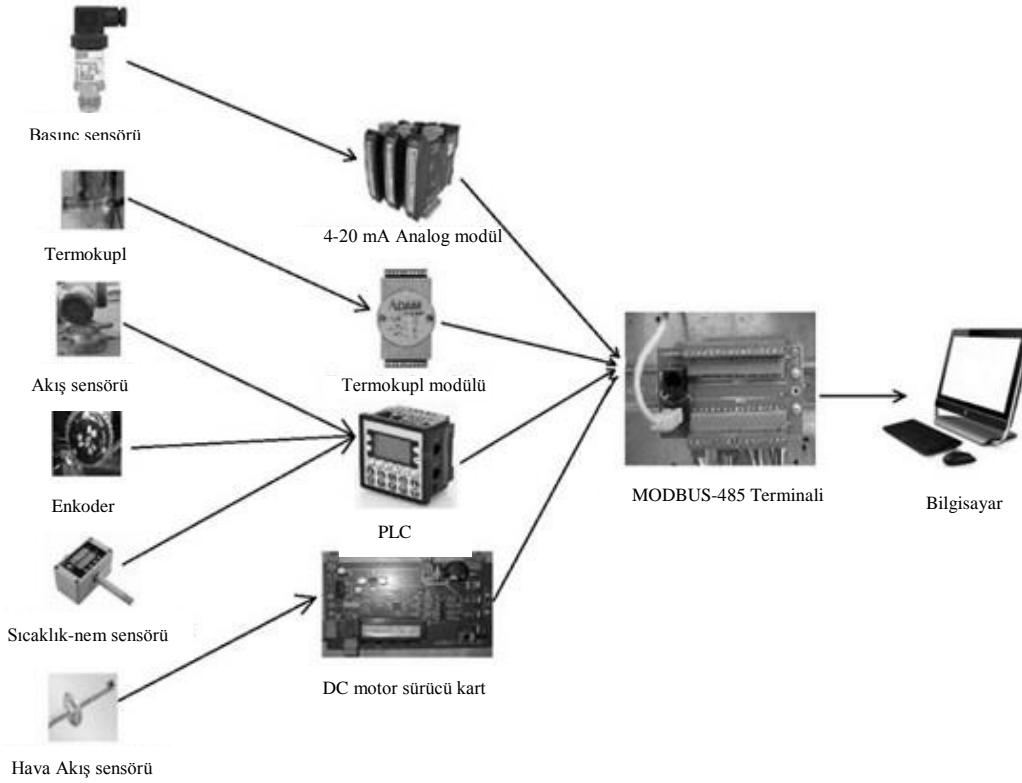 Basınç sensörü
4-20 mA Analog modül
Termokupl
ADAM
Akış sensörü
Termokupl modülü
Enkoder
PLC
MODBUS-485 Terminali
Bilgisayar
Sıcaklık-nem sensörü
DC motor sürücü kart
Hava Akış sensörü